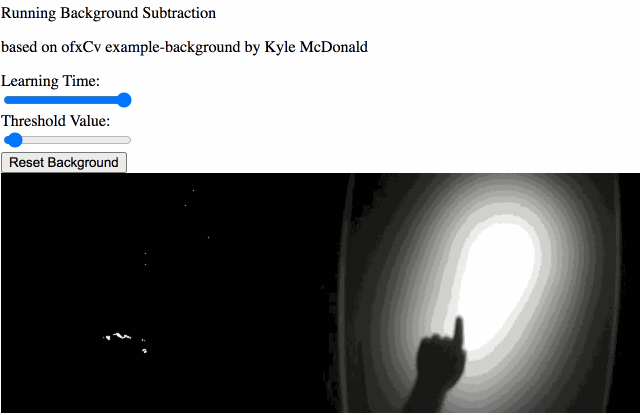 Running Background Subtraction
based on ofxCv example-background by Kyle McDonald
Learning Time:
Threshold Value:
Reset Background